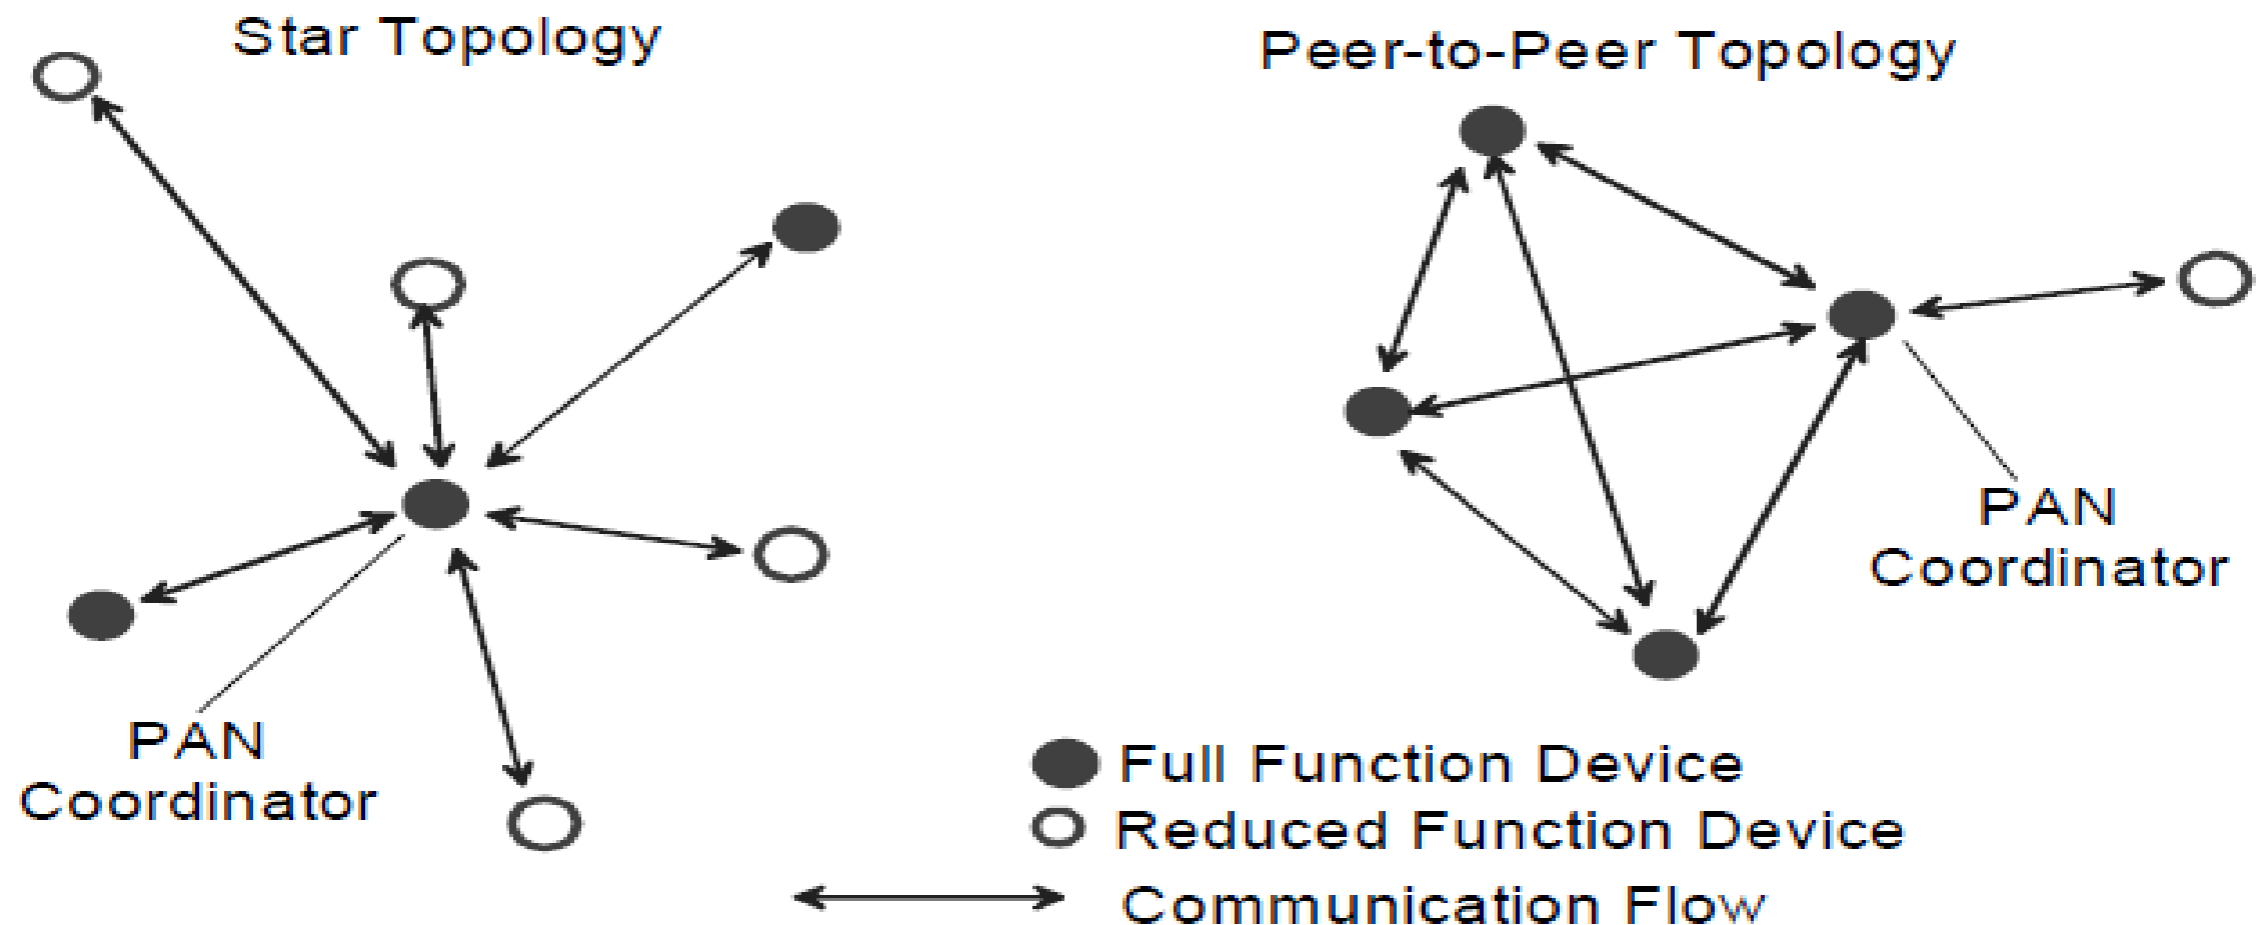 Star Topology
Peer-to-Peer Topology
PAN
Coordinator
PAN
Coordinator
Full Function Device
Reduced Function Device
Communication Flow